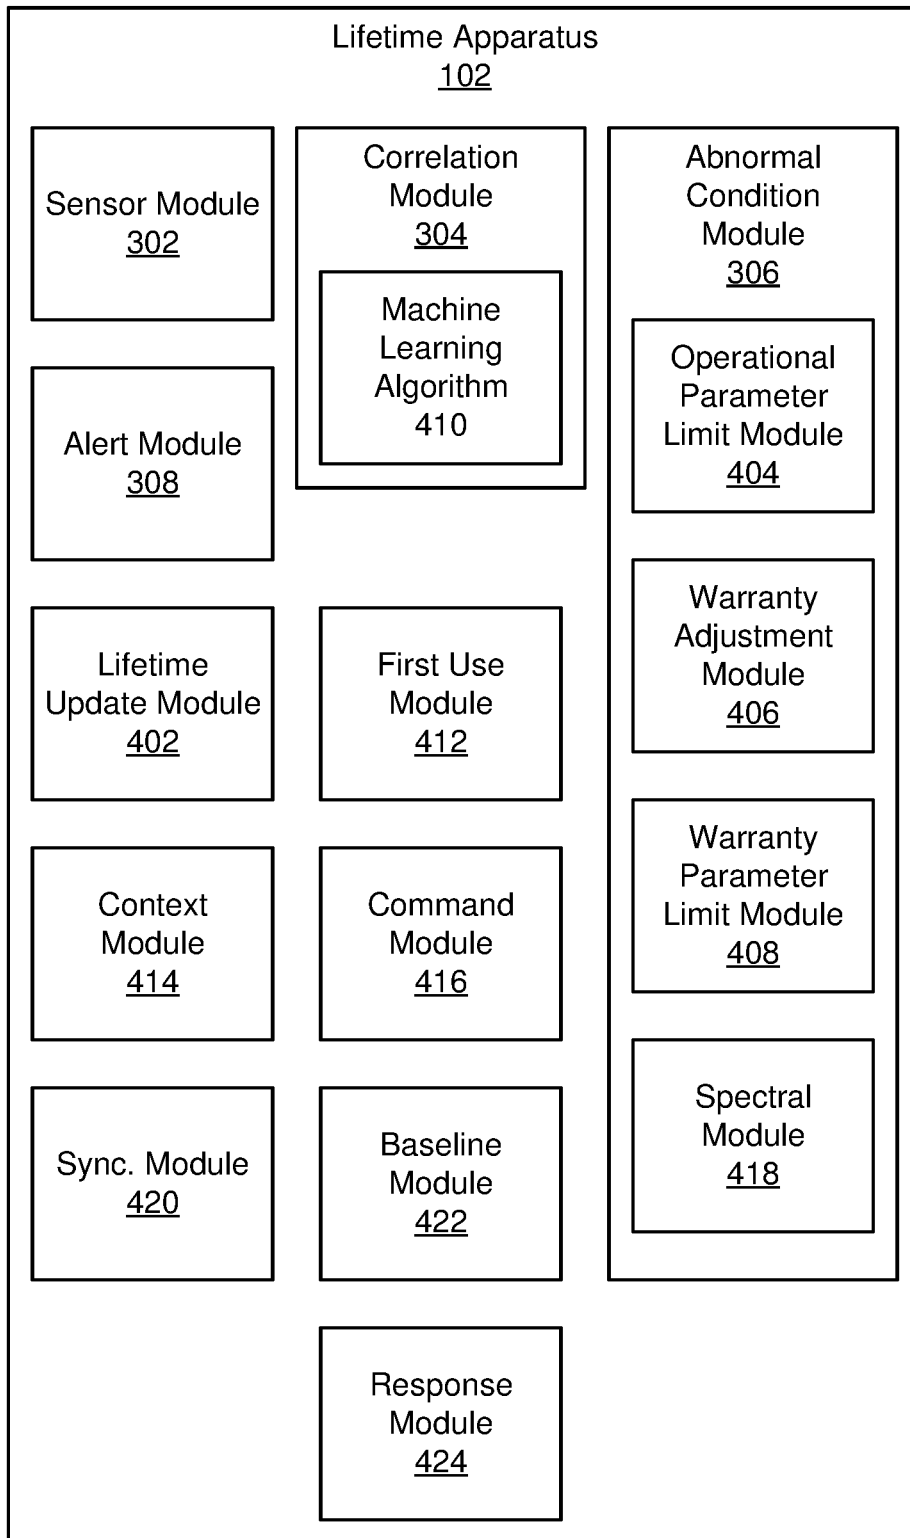 Lifetime Apparatus
102
Sensor Module
302
Correlation
Module
304
Machine
Learning
Algorithm
410
Abnormal
Condition
Module
306
Operational
Parameter
Limit Module
404
Alert Module
308
Lifetime
Update Module
402
First Use
Module
412
Warranty
Adjustment
Module
406
Context
Module
414
Command
Module
416
Warranty
Parameter
Limit Module
408
Sync. Module
420
Baseline
Module
422
Spectral
Module
418
Response
Module
424